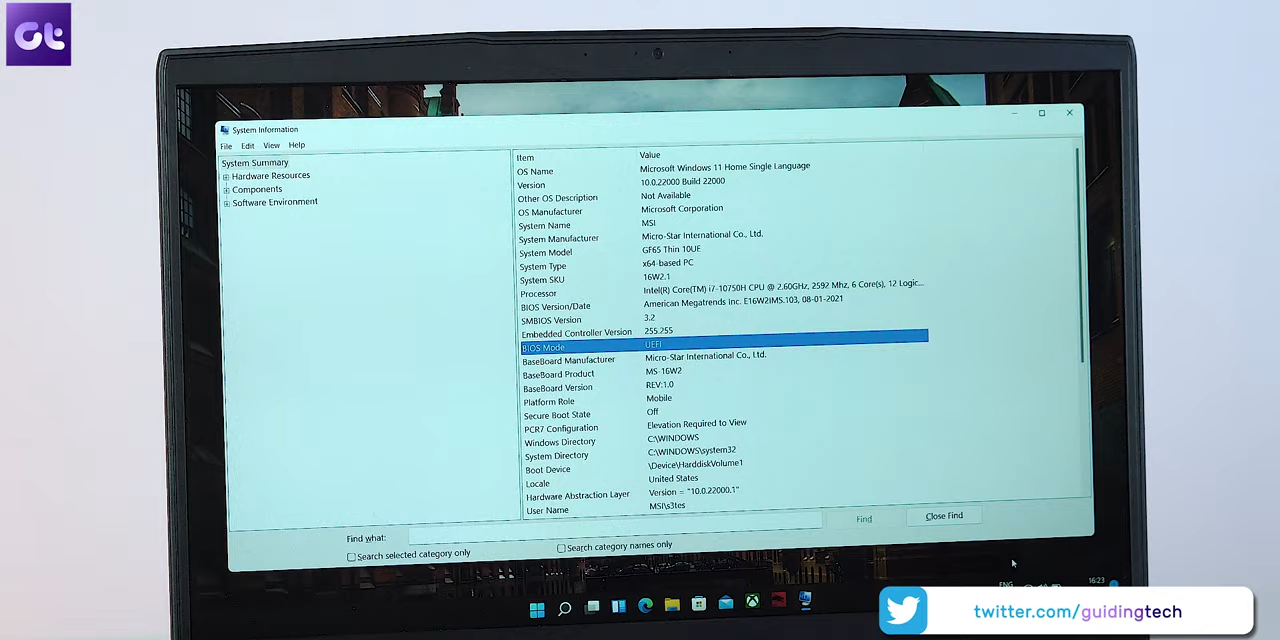 Gt
System Information
File Edit View Help
System Summary
Hardware Resources
Components
Software Environment
Item Value
OS Name Microsoft Windows 11 Home Single Language
Version 10.0.22000 Build 22000
Other OS Description Not Available
OS Manufacturer Microsoft Corporation
System Name MSI
System Manufacturer Micro-Star International Co., Ltd.
System Model GF65 Thin 10UE
System Type x64-based PC
System SKU 16W2.1
Processor Intel(R) Core(TM) i7-10750H CPU @ 2.60GHz, 2592 Mhz, 6 Core(s), 12 Logic...
BIOS Version/Date American Megatrends Inc. E16W2IMS.103, 08-01-2021
SMBIOS Version 3.2
Embedded Controller Version 255.255
BIOS Mode UEFI
BaseBoard Manufacturer Micro-Star International Co., Ltd.
BaseBoard Product MS-16W2
BaseBoard Version REV:1.0
Platform Role Mobile
Secure Boot State Off
PCR7 Configuration Elevation Required to View
Windows Directory C:\WINDOWS
System Directory C:\WINDOWS\system32
Boot Device \Device\HarddiskVolume1
Locale United States
Hardware Abstraction Layer Version = "10.0.22000.1"
User Name MSI\s3tes
Find what: Find Close Find
Search selected category only Search category names only
ENG 16:23
twitter.com/guidingtech